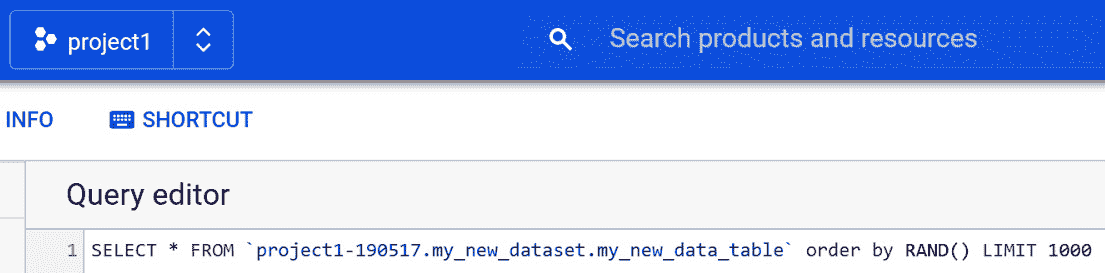 project1 Search products and resources
INFO SHORTCUT
Query editor
1 SELECT * FROM `project1-190517.my_new_dataset.my_new_data_table` order by RAND() LIMIT 1000